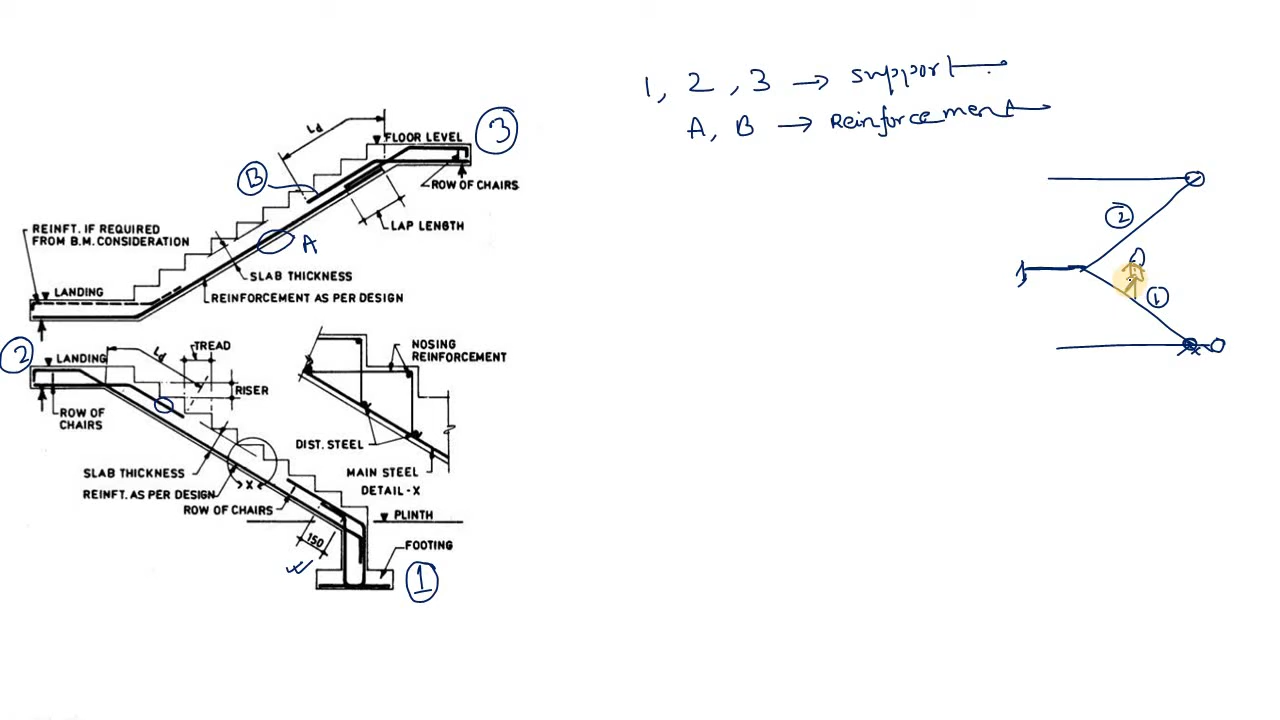 1, 2, 3 → support
A, B → Reinforcement
3
Ld
FLOOR LEVEL
B
ROW OF CHAIRS
LAP LENGTH
REINFT. IF REQUIRED
FROM B.M. CONSIDERATION
A
SLAB THICKNESS
LANDING
REINFORCEMENT AS PER DESIGN
2
LANDING
Ld
TREAD
RISER
NOSING
REINFORCEMENT
ROW OF
CHAIRS
DIST. STEEL
SLAB THICKNESS
MAIN STEEL
X
REINFT. AS PER DESIGN
DETAIL-X
ROW OF CHAIRS
PLINTH
150
FOOTING
1
2
1